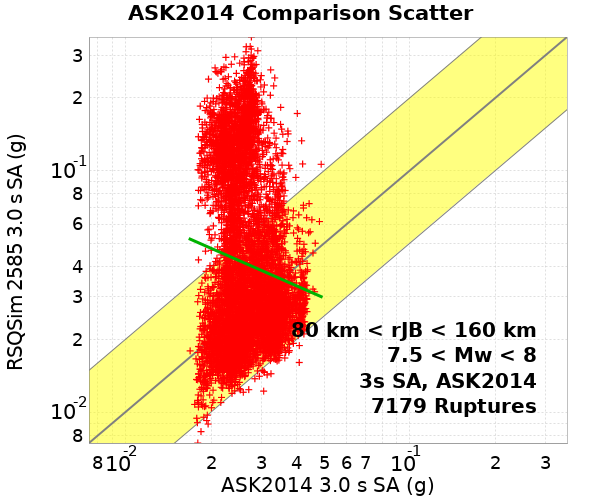 ASK2014 Comparison Scatter
RSQSim 2585 3.0 s SA (g)
3
2
10-1
8
6
4
3
2
10-2
8
80 km < rJB < 160 km
7.5 < Mw < 8
3s SA, ASK2014
7179 Ruptures
8 10-2 2 3 4 5 6 7 10-1 2 3
ASK2014 3.0 s SA (g)